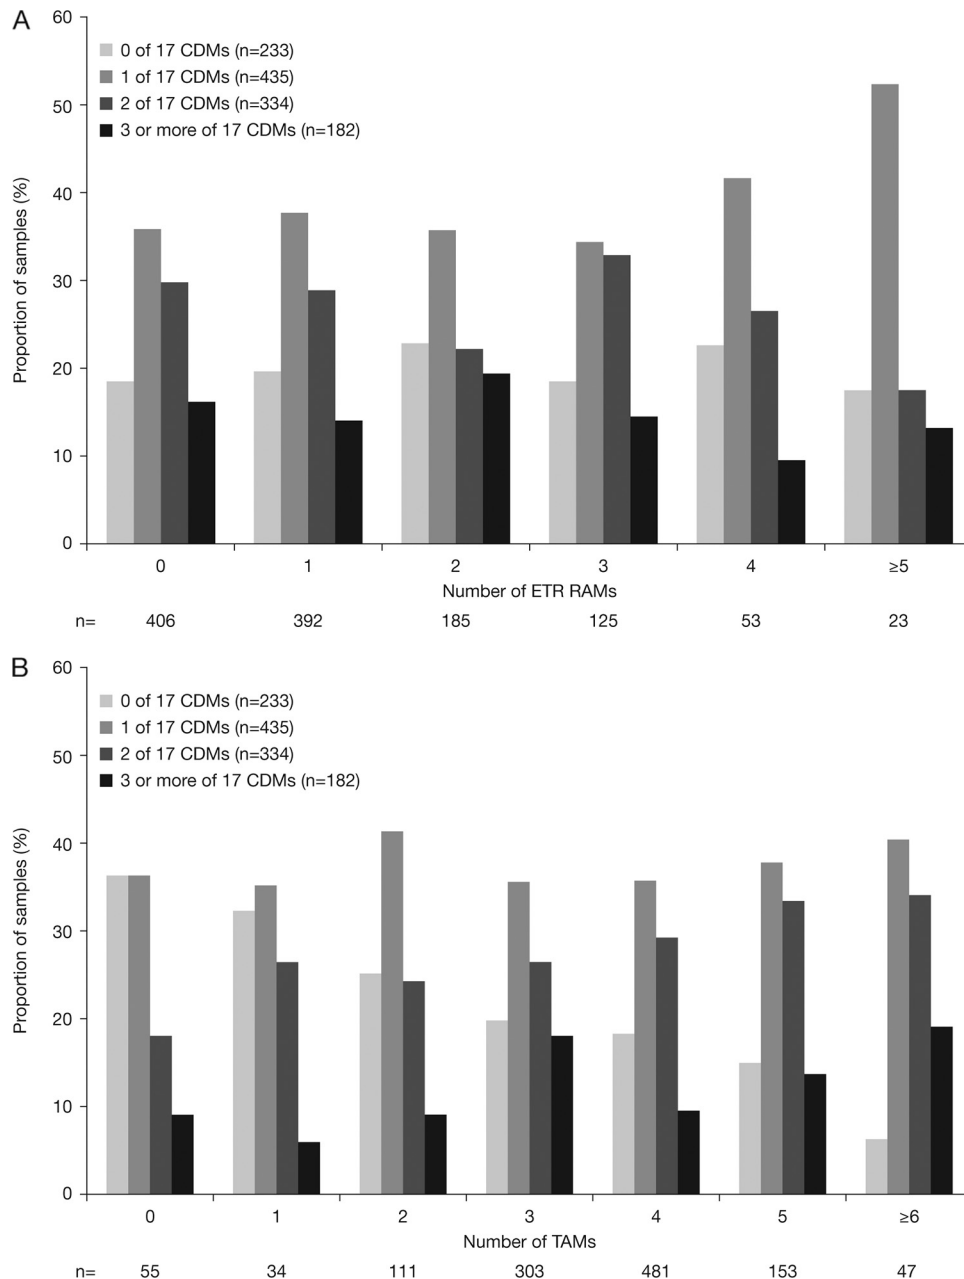 A
60
50
40
30
20
10
0
Proportion of samples (%)
0 of 17 CDMs (n=233)
1 of 17 CDMs (n=435)
2 of 17 CDMs (n=334)
3 or more of 17 CDMs (n=182)
0 1 2 3 4 ≥5
Number of ETR RAMs
n= 406 392 185 125 53 23
B
60
50
40
30
20
10
0
Proportion of samples (%)
0 of 17 CDMs (n=233)
1 of 17 CDMs (n=435)
2 of 17 CDMs (n=334)
3 or more of 17 CDMs (n=182)
0 1 2 3 4 5 ≥6
Number of TAMs
n= 55 34 111 303 481 153 47